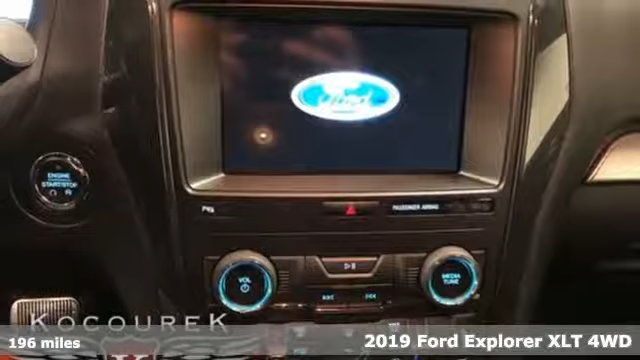 Ford
ENGINE
START/STOP
PASSENGER AIRBAG
VOL
MEDIA
TUNE
KOCOUREK
196 miles
2019 Ford Explorer XLT 4WD